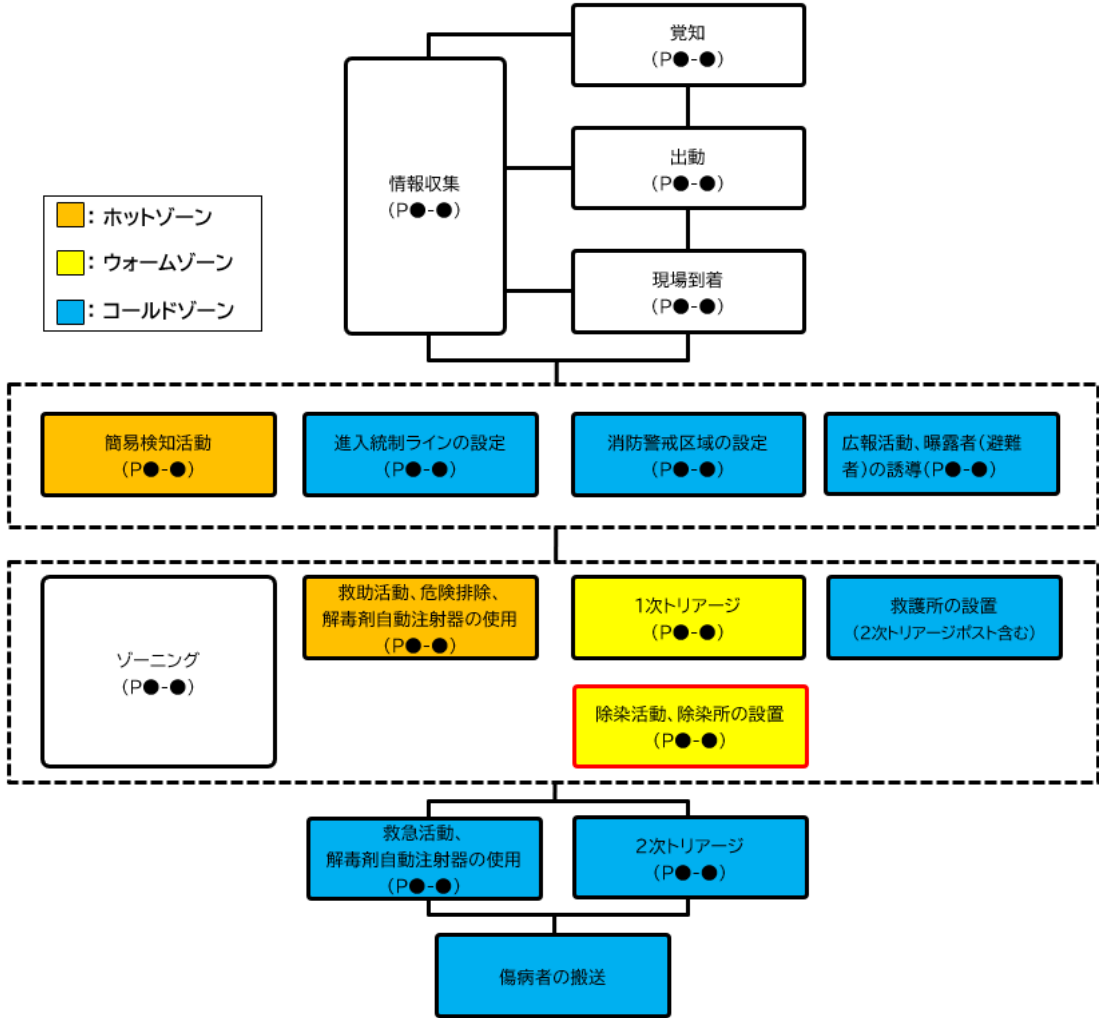 覚知
(P●-●)
情報収集
(P●-●)
出動
(P●-●)
現場到着
(P●-●)
：ホットゾーン
：ウォームゾーン
：コールドゾーン
簡易検知活動
(P●-●)
進入統制ラインの設定
(P●-●)
消防警戒区域の設定
(P●-●)
広報活動、曝露者（避難
者）の誘導(P●-●)
ゾーニング
(P●-●)
救助活動、危険排除、
解毒剤自動注射器の使用
(P●-●)
1次トリアージ
(P●-●)
救護所の設置
(2次トリアージポスト含む)
除染活動、除染所の設置
(P●-●)
救急活動、
解毒剤自動注射器の使用
(P●-●)
2次トリアージ
(P●-●)
傷病者の搬送